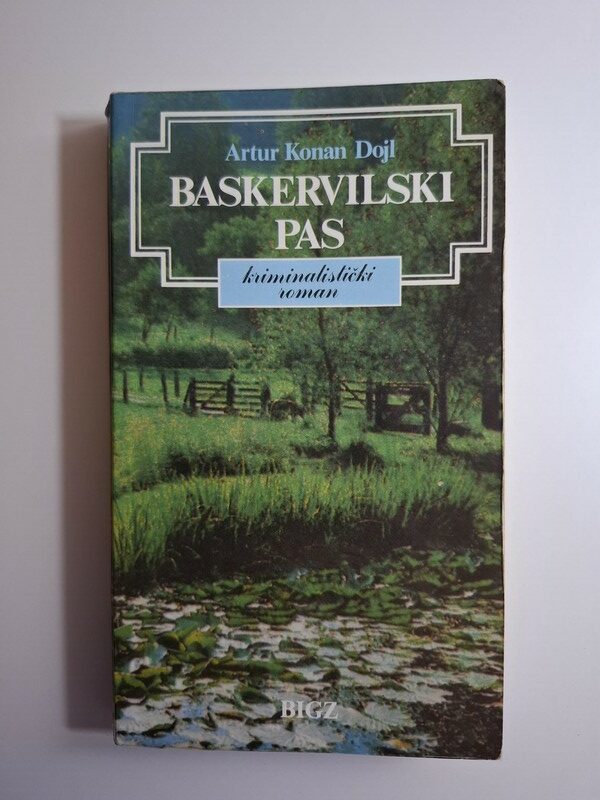 Artur Konan Dojl
BASKERVILSKI
PAS
kriminalistički
roman
BIGZ